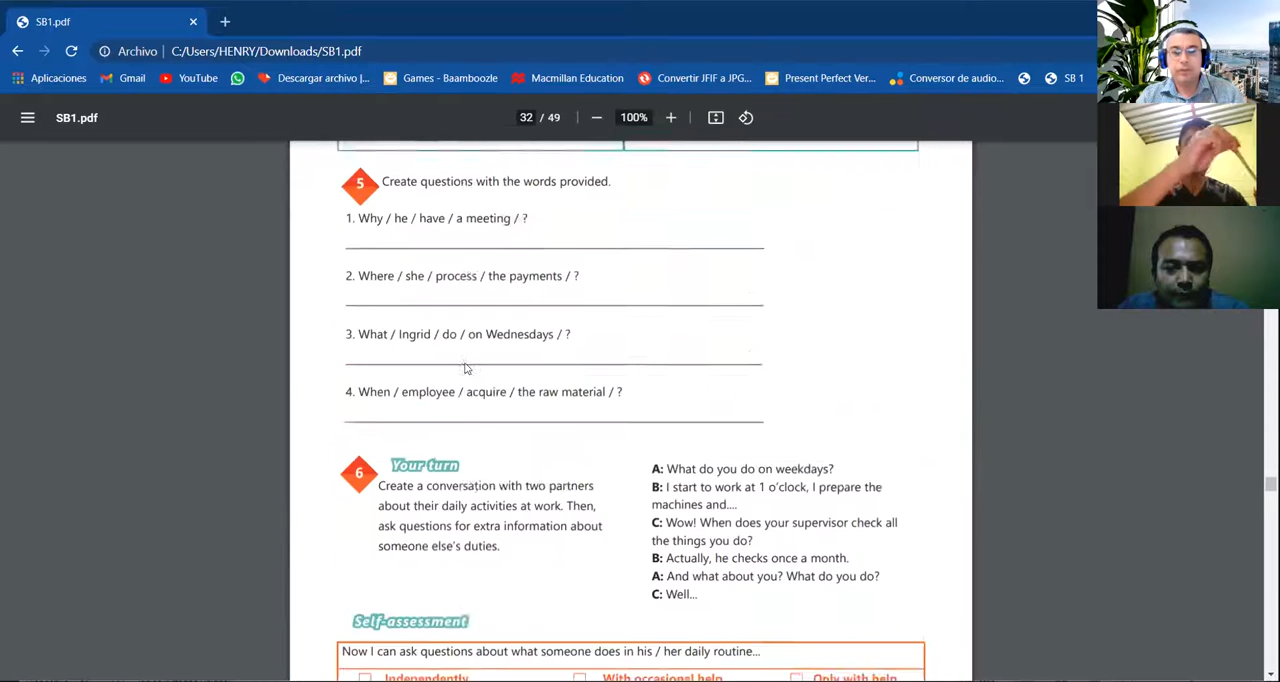 SB1.pdf
Archivo | C:/Users/HENRY/Downloads/SB1.pdf
Aplicaciones Gmail YouTube Descargar archivo |... Games - Baamboozle Macmillan Education Convertir JFIF a JPG... Present Perfect Ver... Conversor de audio... SB 1
SB1.pdf 32 / 49 100%
5 Create questions with the words provided.
1. Why / he / have / a meeting / ?
2. Where / she / process / the payments / ?
3. What / Ingrid / do / on Wednesdays / ?
4. When / employee / acquire / the raw material / ?
6 Your turn
Create a conversation with two partners
about their daily activities at work. Then,
ask questions for extra information about
someone else's duties.
A: What do you do on weekdays?
B: I start to work at 1 o'clock, I prepare the
machines and....
C: Wow! When does your supervisor check all
the things you do?
B: Actually, he checks once a month.
A: And what about you? What do you do?
C: Well...
Self-assessment
Now I can ask questions about what someone does in his / her daily routine...
Independently With occasional help Only with help